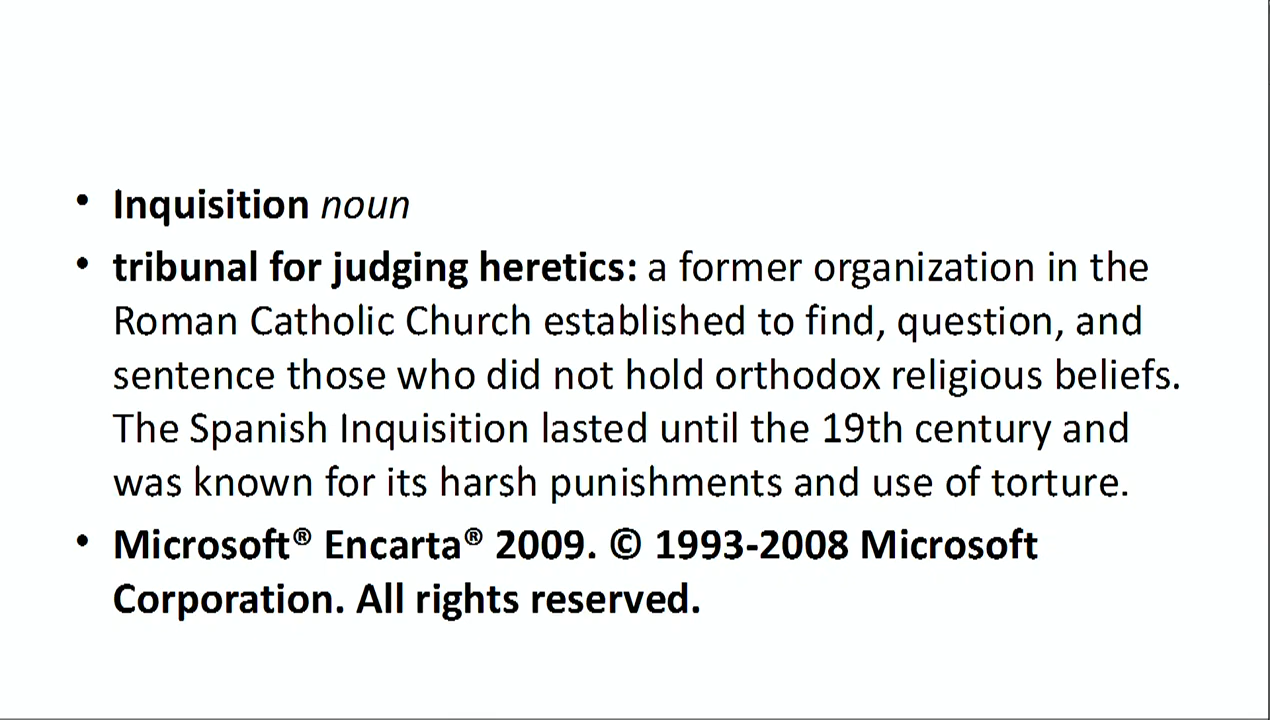 • Inquisition noun
• tribunal for judging heretics: a former organization in the
Roman Catholic Church established to find, question, and
sentence those who did not hold orthodox religious beliefs.
The Spanish Inquisition lasted until the 19th century and
was known for its harsh punishments and use of torture.
• Microsoft® Encarta® 2009. © 1993-2008 Microsoft
Corporation. All rights reserved.